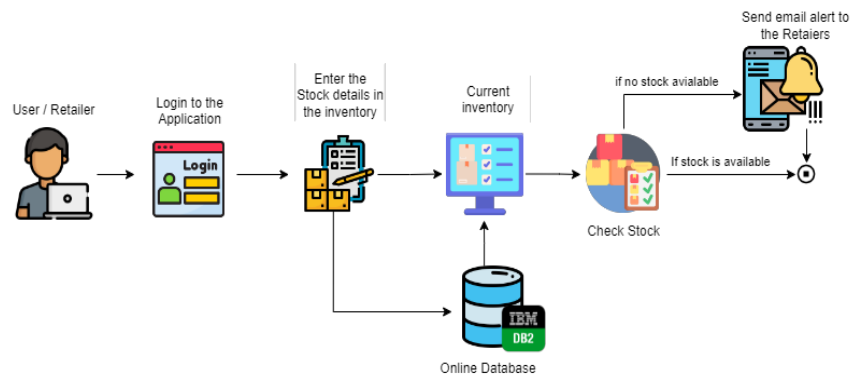 Send email alert to
the Retaiers
if no stock avialable
Enter the
Stock details in
the inventory
Current
inventory
Login to the
Application
User / Retailer
Login
If stock is available
Check Stock
IBM
DB2
Online Database